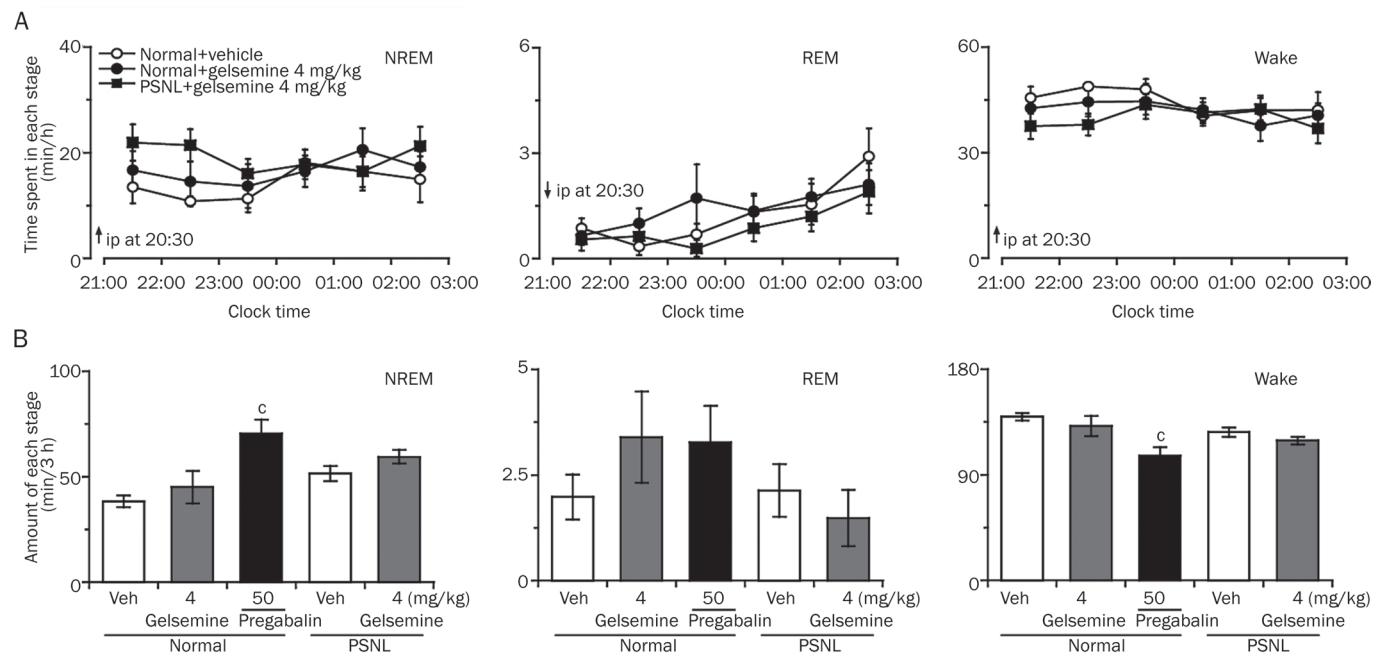 A
Normal+vehicle
Normal+gelsemine 4 mg/kg
PSNL+gelsemine 4 mg/kg
NREM
40
20
0
Time spent in each stage
(min/h)
ip at 20:30
21:00 22:00 23:00 00:00 01:00 02:00 03:00
Clock time
REM
6
3
0
ip at 20:30
21:00 22:00 23:00 00:00 01:00 02:00 03:00
Clock time
Wake
60
30
0
ip at 20:30
21:00 22:00 23:00 00:00 01:00 02:00 03:00
Clock time
B
NREM
100
50
0
Amount of each stage
(min/3 h)
c
Veh 4 50 Veh 4 (mg/kg)
Gelsemine Pregabalin Gelsemine
Normal PSNL
REM
5
2.5
0
Veh 4 50 Veh 4 (mg/kg)
Gelsemine Pregabalin Gelsemine
Normal PSNL
Wake
180
90
0
c
Veh 4 50 Veh 4 (mg/kg)
Gelsemine Pregabalin Gelsemine
Normal PSNL